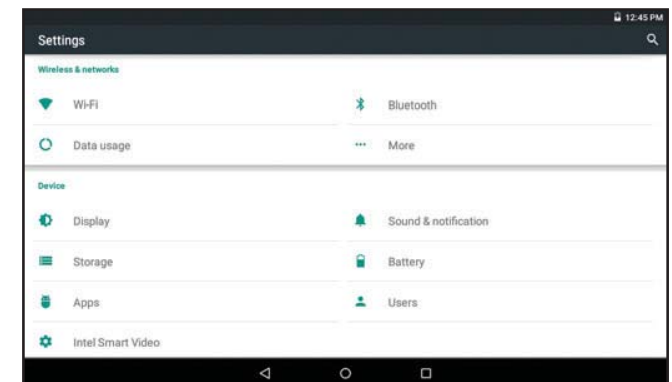 12:45 PM
Settings
Wireless & networks
Wi-Fi
Bluetooth
Data usage
More
Device
Display
Sound & notification
Storage
Battery
Apps
Users
Intel Smart Video